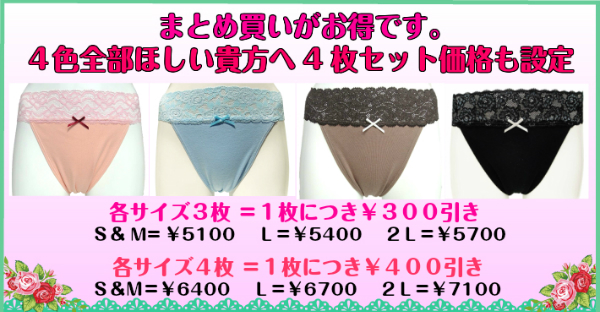 まとめ買いがお得です。
４色全部ほしい貴方へ４枚セット価格も設定
各サイズ３枚 ＝１枚につき￥３００引き
Ｓ＆Ｍ=￥5100　Ｌ＝￥5400　２Ｌ＝￥5700
各サイズ4枚 ＝１枚につき￥４００引き
Ｓ&Ｍ＝￥6400　Ｌ＝￥6700　２Ｌ＝￥7100